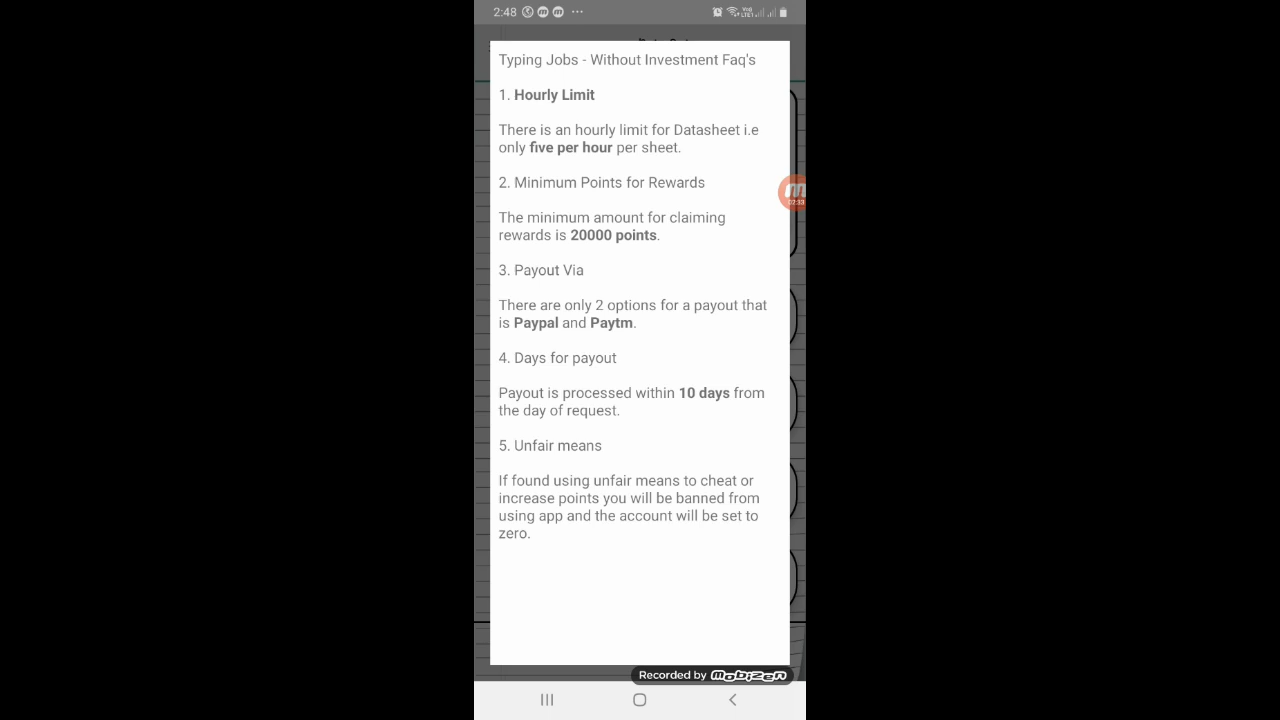 2:48
Typing Jobs - Without Investment Faq's
1. Hourly Limit
There is an hourly limit for Datasheet i.e
only five per hour per sheet.
2. Minimum Points for Rewards
The minimum amount for claiming
rewards is 20000 points.
3. Payout Via
There are only 2 options for a payout that
is Paypal and Paytm.
4. Days for payout
Payout is processed within 10 days from
the day of request.
5. Unfair means
If found using unfair means to cheat or
increase points you will be banned from
using app and the account will be set to
zero.
02:33
Recorded by mobizen